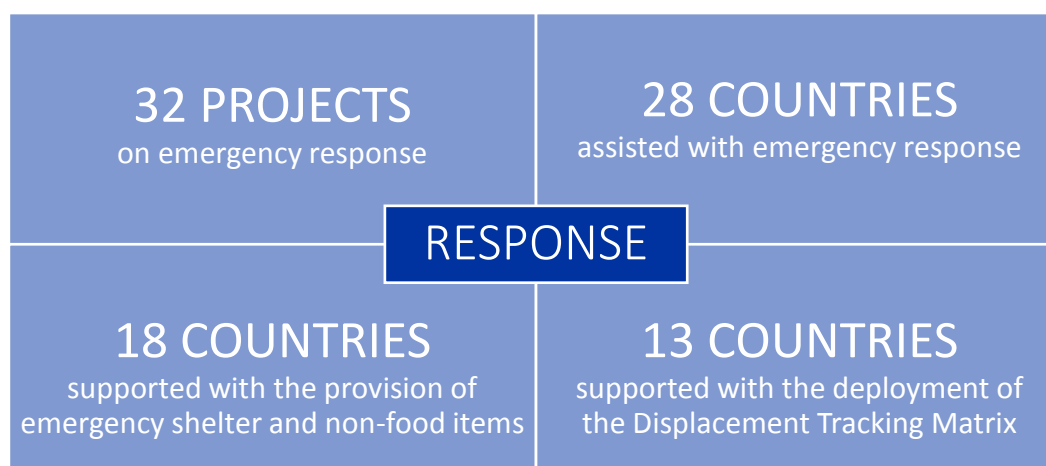 32 PROJECTS
on emergency response
28 COUNTRIES
assisted with emergency response
RESPONSE
18 COUNTRIES
supported with the provision of
emergency shelter and non-food items
13 COUNTRIES
supported with the deployment of
the Displacement Tracking Matrix